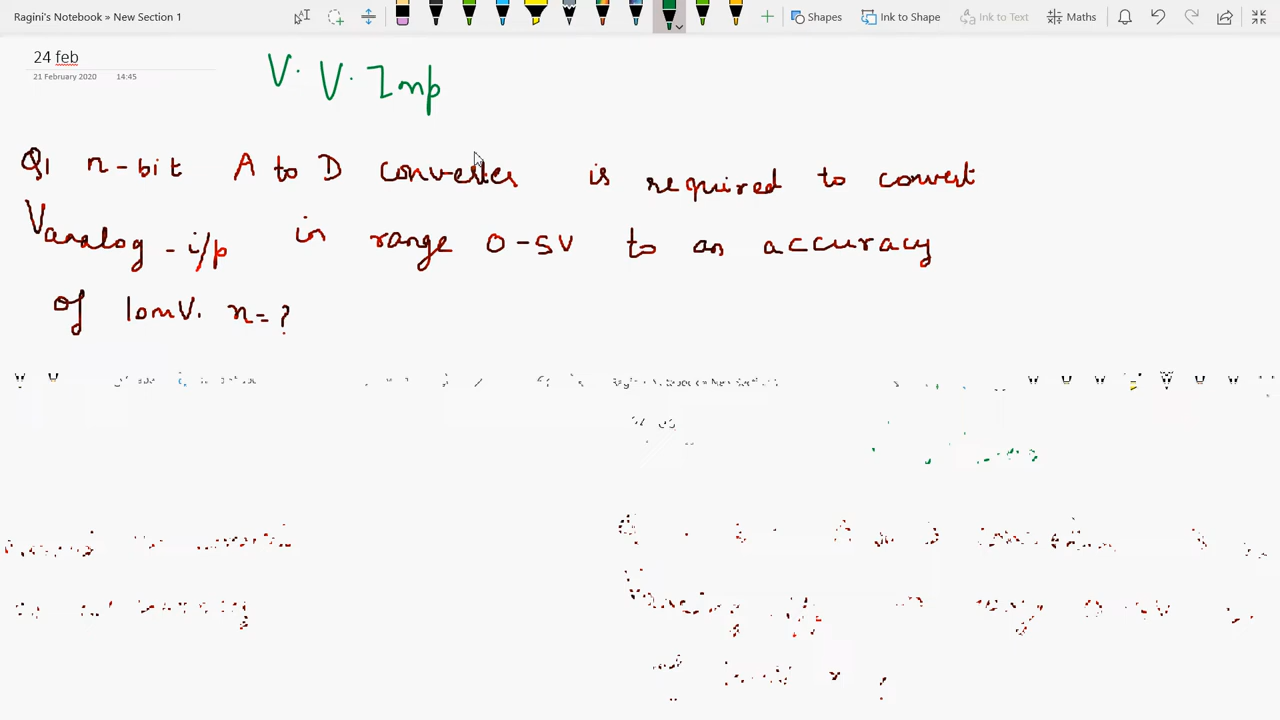 Ragini's Notebook » New Section 1
Shapes
Ink to Shape
Ink to Text
Maths
24 feb
21 February 2020 14:45
V. V. Imp
Q1 n-bit A to D converter is required to convert
Vanalog - i/p in range 0-5V to an accuracy
Of 10mV. n=?